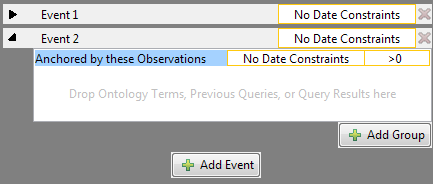 Event 1 No Date Constraints
Event 2 No Date Constraints
Anchored by these Observations No Date Constraints >0
Drop Ontology Terms, Previous Queries, or Query Results here
Add Group
Add Event